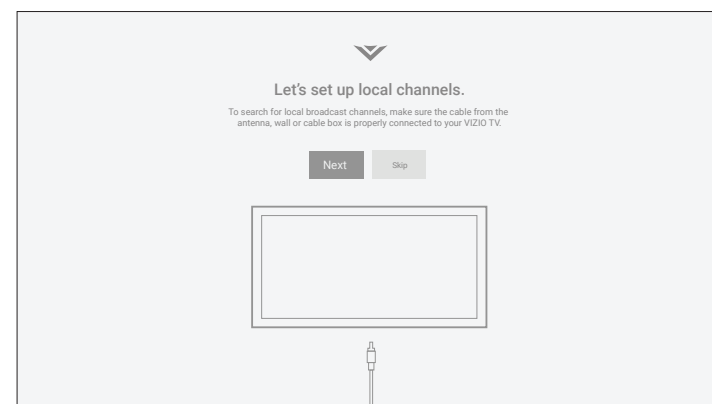 Let's set up local channels.
To search for local broadcast channels, make sure the cable from the
antenna, wall or cable box is properly connected to your VIZIO TV.
Next
Skip